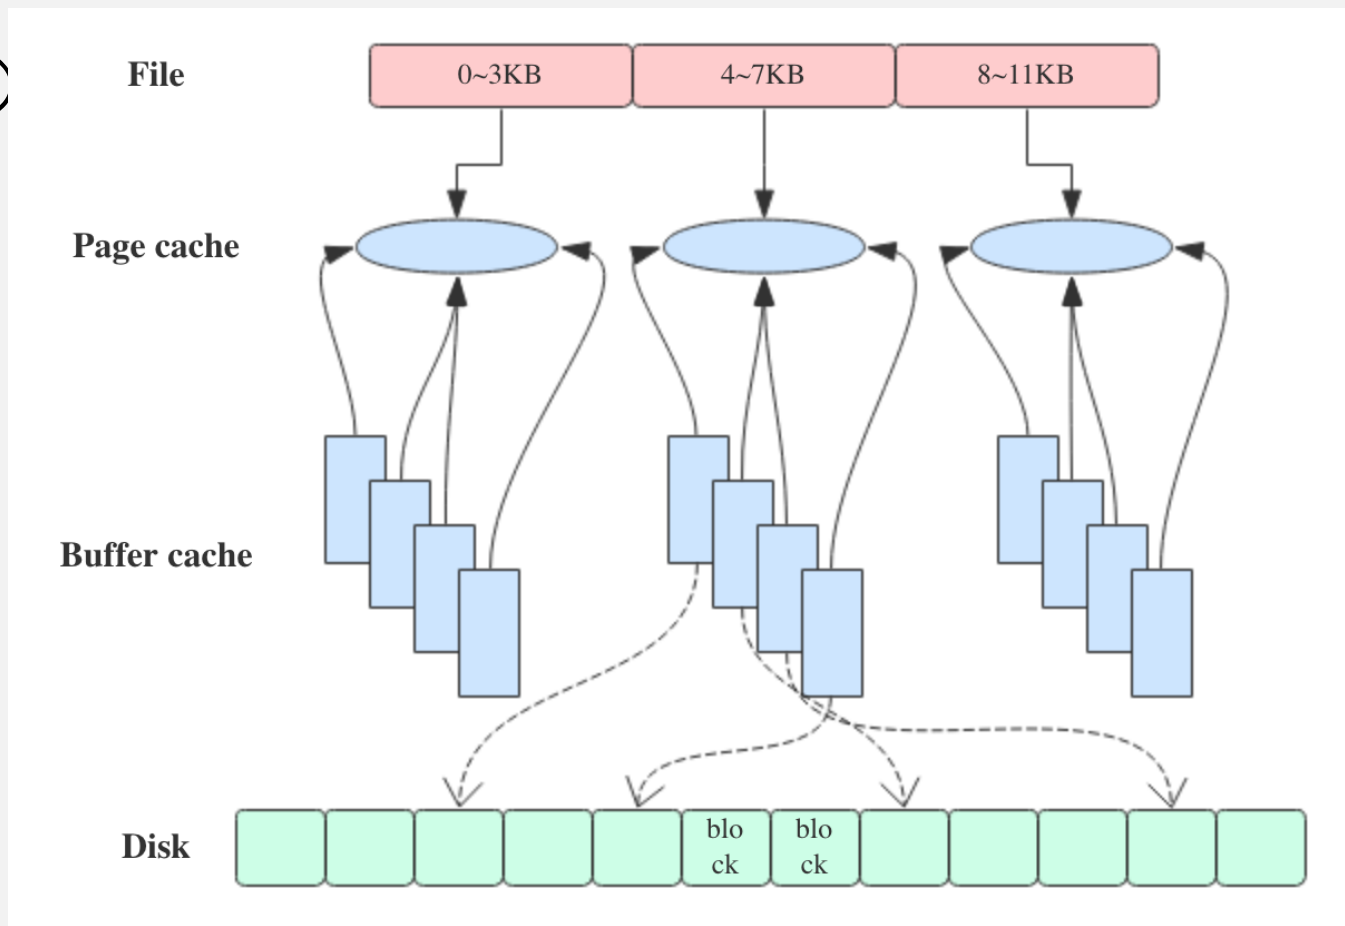 File
0~3KB
4~7KB
8~11KB
Page cache
Buffer cache
Disk
blo
ck
blo
ck